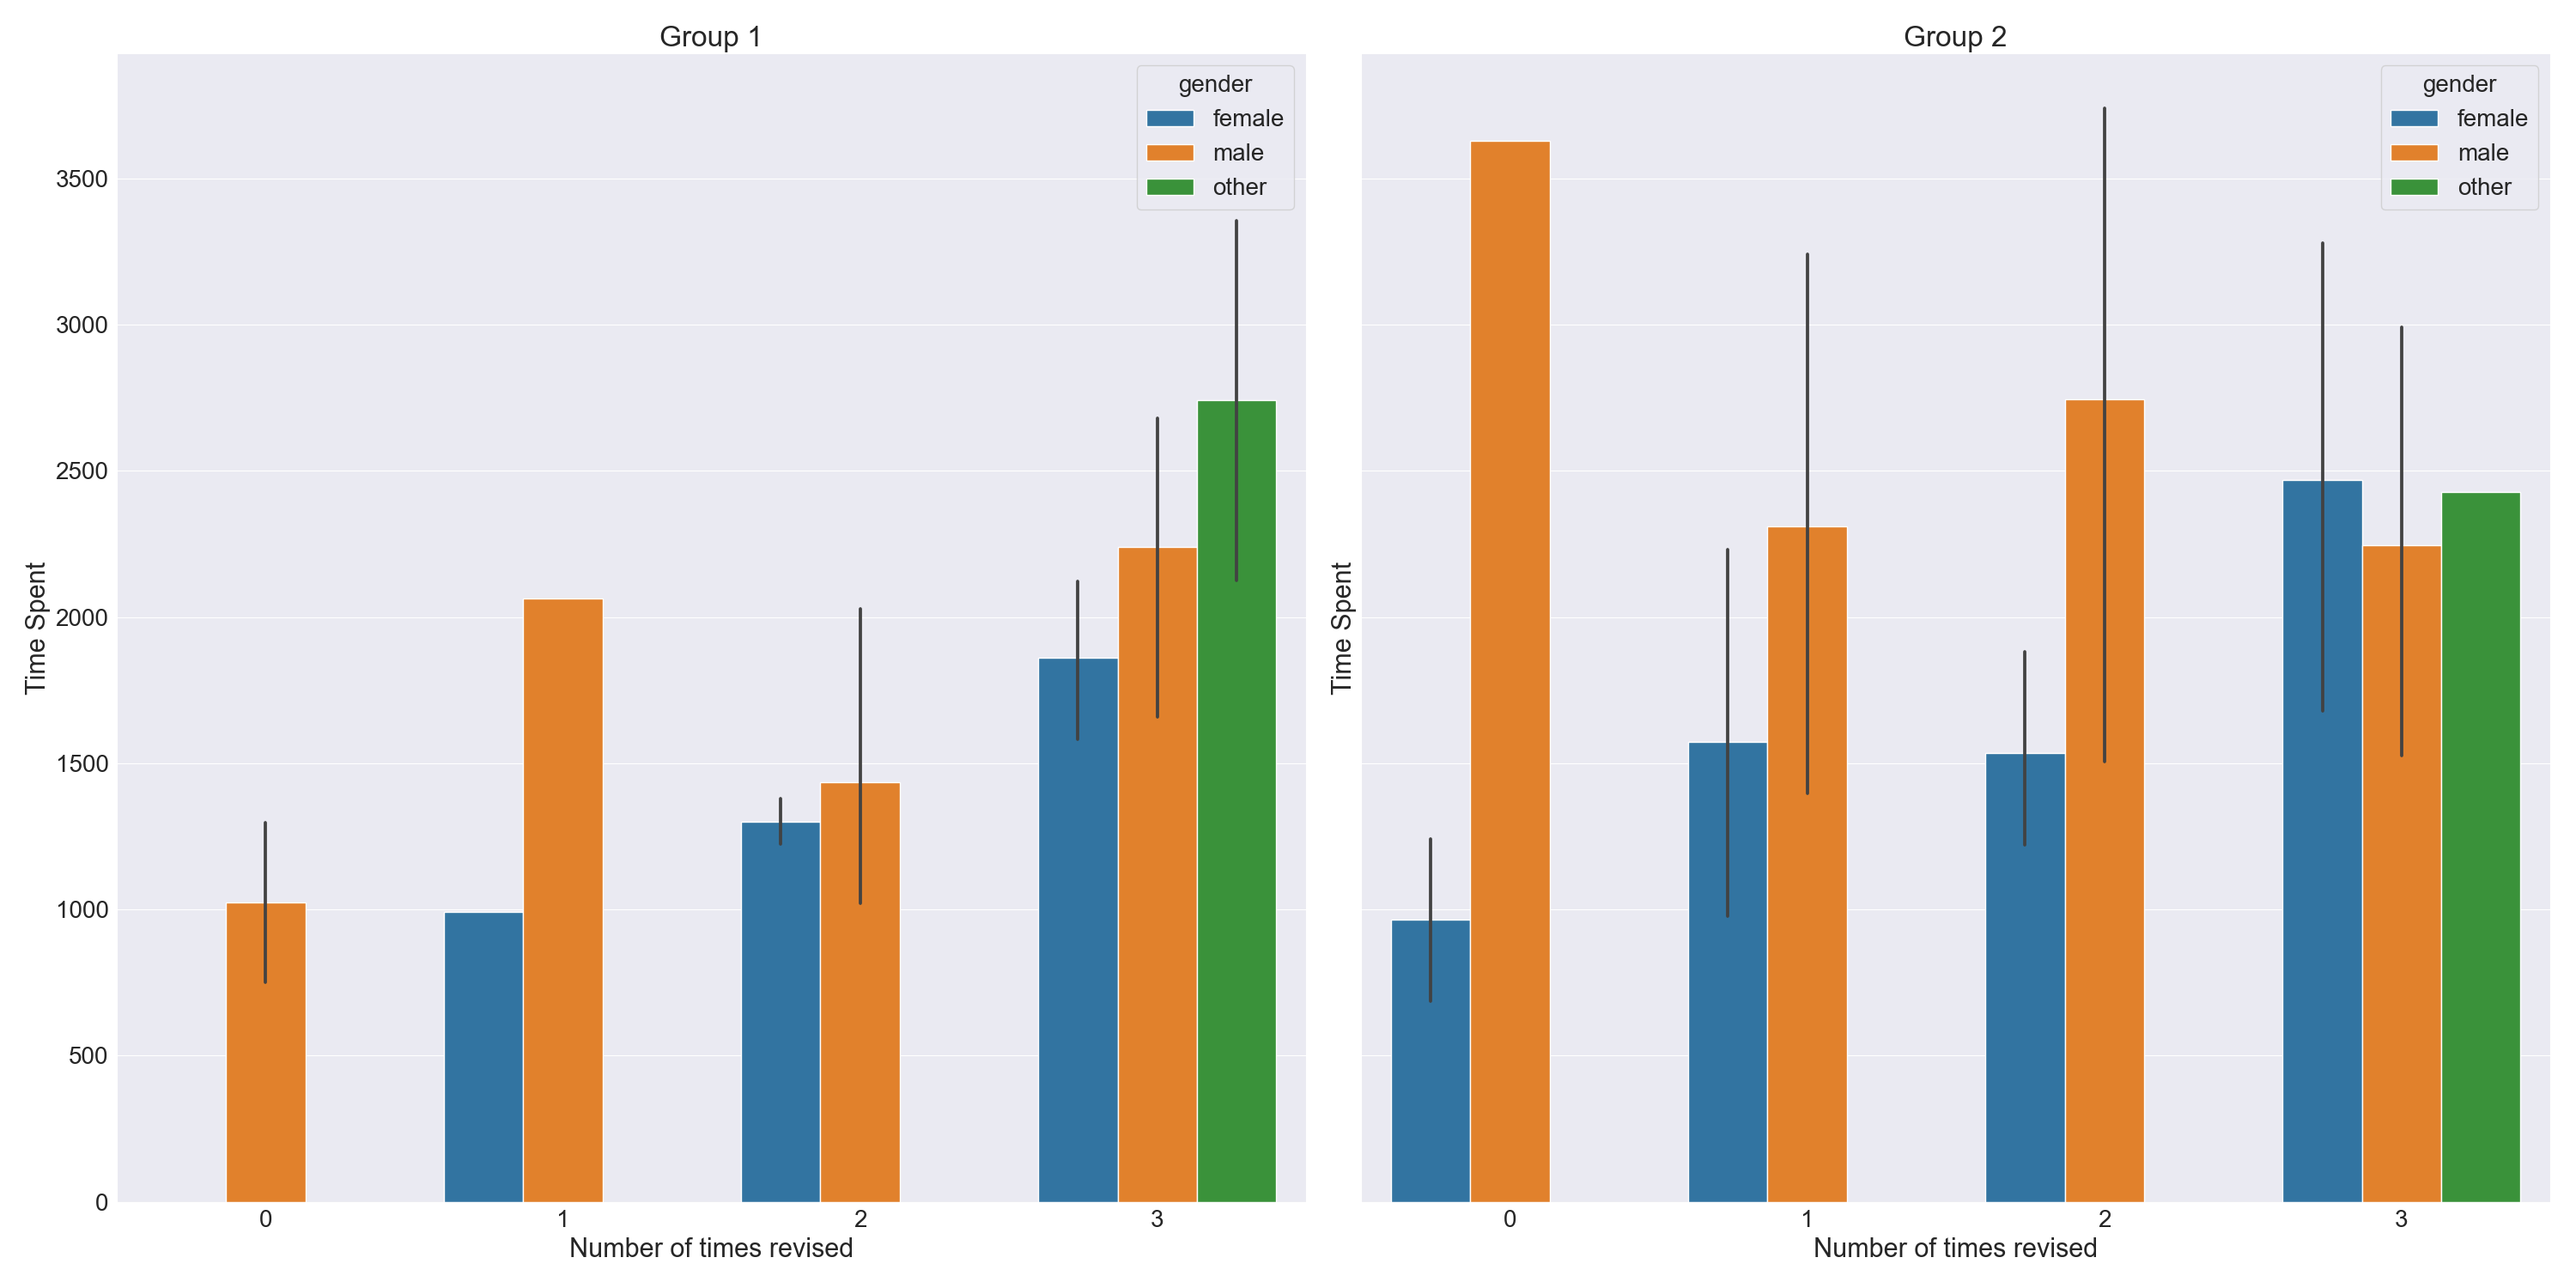 Group 1
gender
female
male
other
3500
3000
2500
2000
1500
1000
500
0
Time Spent
0 1 2 3
Number of times revised
Group 2
gender
female
male
other
Time Spent
0 1 2 3
Number of times revised